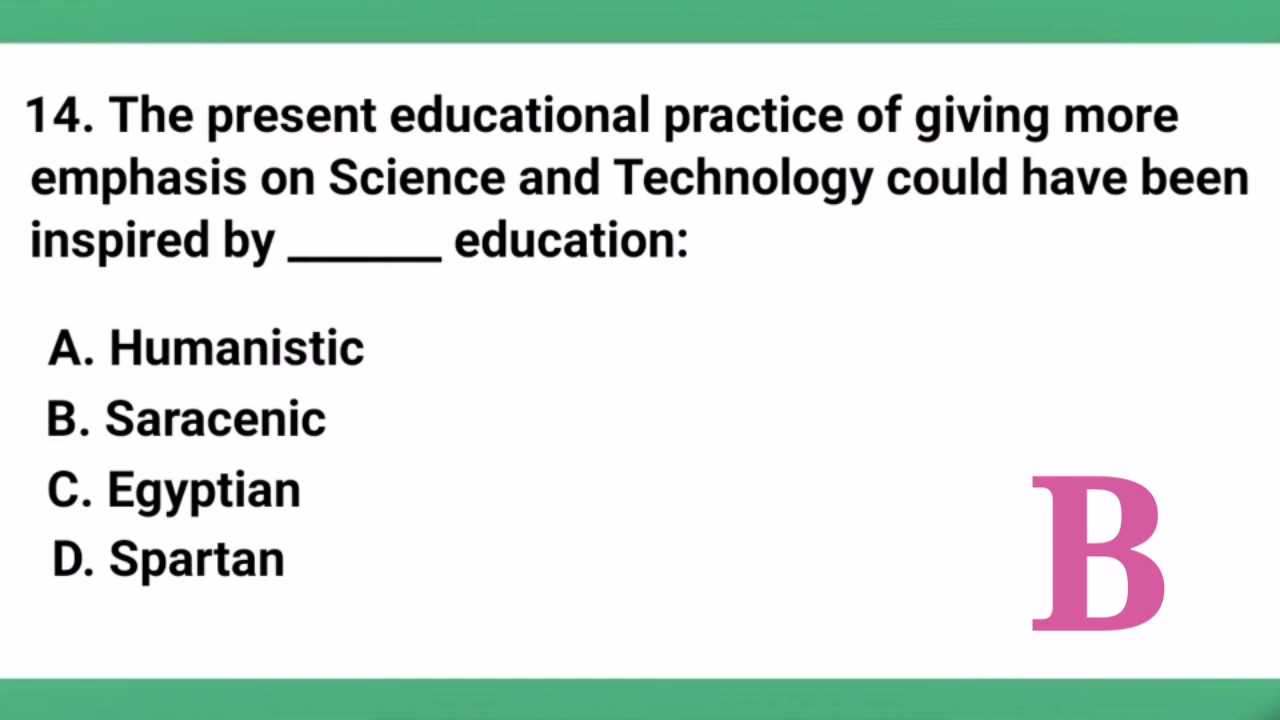 14. The present educational practice of giving more
emphasis on Science and Technology could have been
inspired by ______ education:
A. Humanistic
B. Saracenic
C. Egyptian
D. Spartan
B